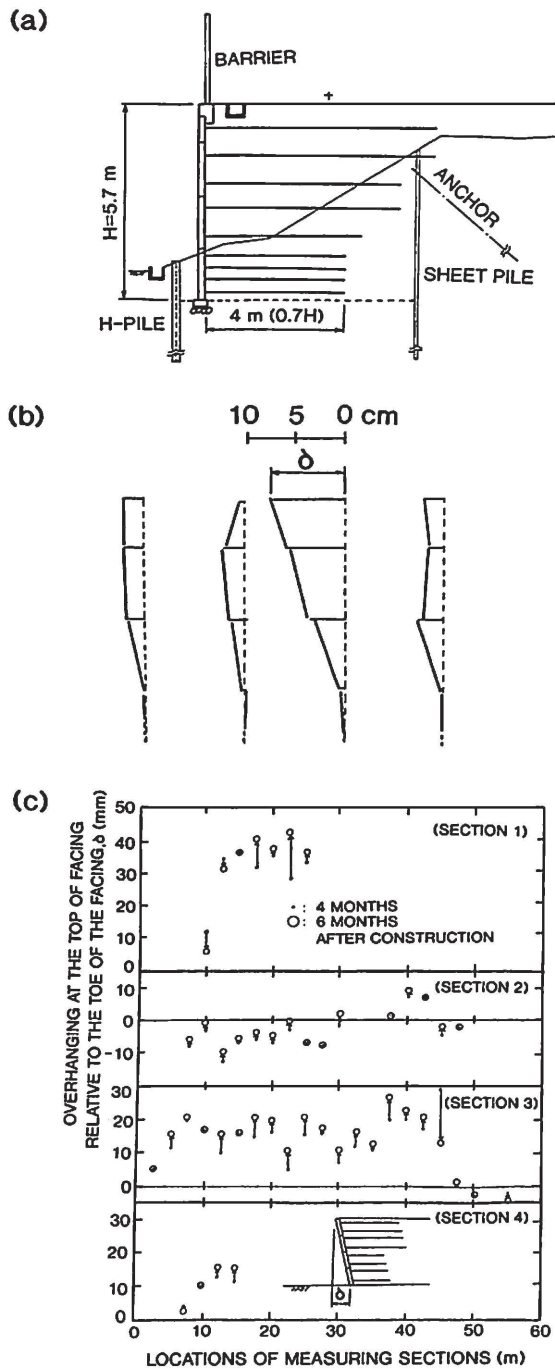 (a)
BARRIER
H=5.7 m
ANCHOR
SHEET PILE
H-PILE
4 m (0.7H)
(b)
10 5 0 cm
δ
(c)
OVERHANGING AT THE TOP OF FACING
RELATIVE TO THE TOE OF THE FACING, δ (mm)
50
40
30
20
10
0
(SECTION 1)
4 MONTHS
6 MONTHS
AFTER CONSTRUCTION
10
0
-10
(SECTION 2)
30
20
10
0
(SECTION 3)
30
20
10
0
(SECTION 4)
δ
0 10 20 30 40 50 60
LOCATIONS OF MEASURING SECTIONS (m)